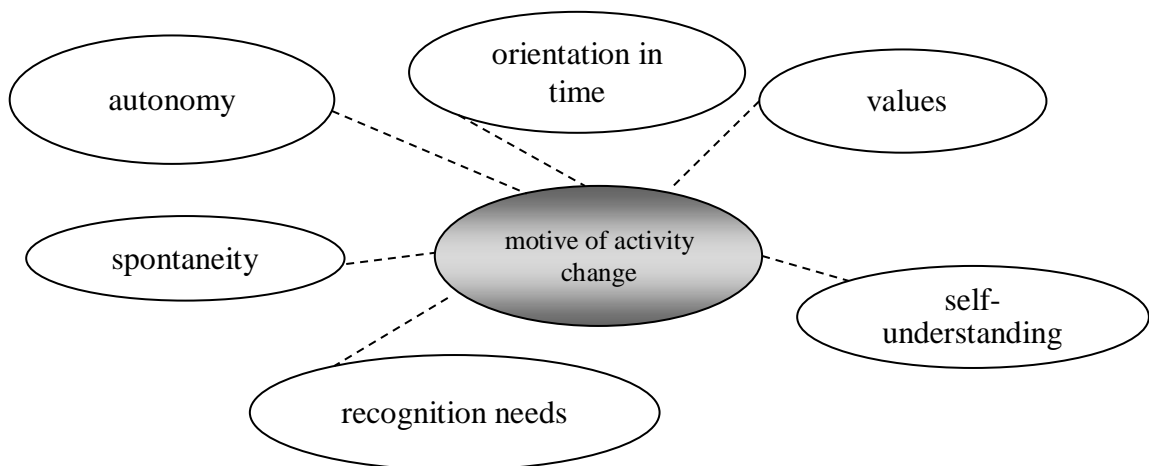 autonomy
orientation in
time
values
spontaneity
motive of activity
change
self-
understanding
recognition needs